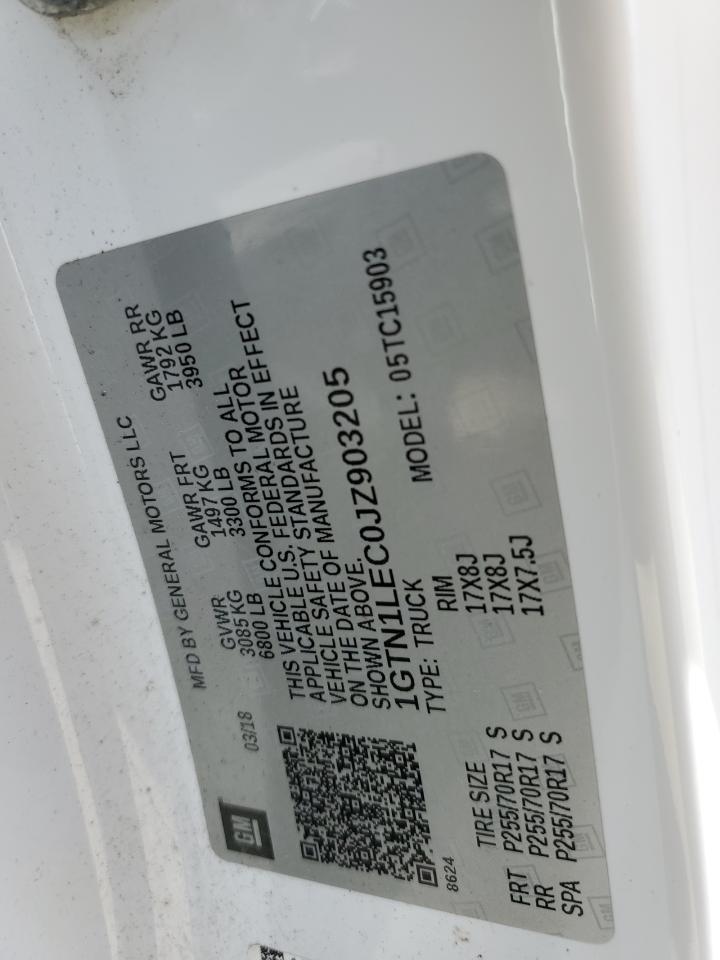 GM
03/18
MFD BY GENERAL MOTORS LLC
GVWR GAWR FRT GAWR RR
3085 KG 1497 KG 1792 KG
6800 LB 3300 LB 3950 LB
THIS VEHICLE CONFORMS TO ALL
APPLICABLE U.S. FEDERAL MOTOR
VEHICLE SAFETY STANDARDS IN EFFECT
ON THE DATE OF MANUFACTURE
SHOWN ABOVE.
1GTN1LEC0JZ903205
TYPE: TRUCK MODEL: 05TC15903
8624
TIRE SIZE RIM
FRT P255/70R17 S 17X8J
RR P255/70R17 S 17X8J
SPA P255/70R17 S 17X7.5J